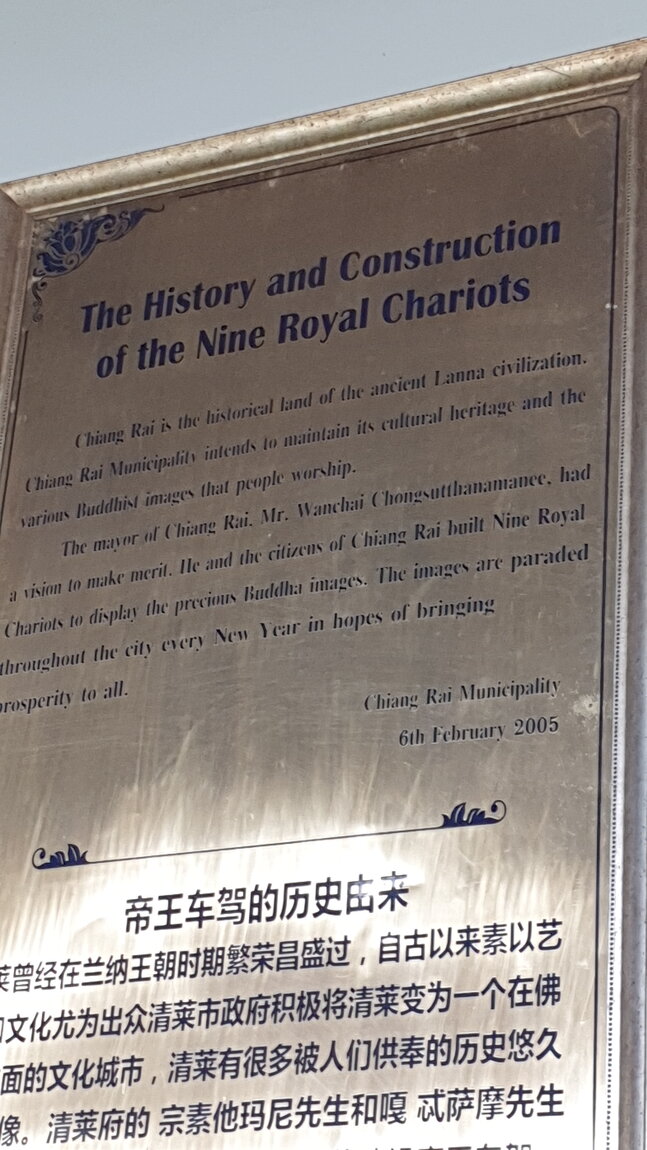 The History and Construction
of the Nine Royal Chariots
Chiang Rai is the historical land of the ancient Lanna civilization.
Chiang Rai Municipality intends to maintain its cultural heritage and the
various Buddhist images that people worship.
The mayor of Chiang Rai, Mr. Wanchai Chongsutthanamanee, had
a vision to make merit. He and the citizens of Chiang Rai built Nine Royal
Chariots to display the precious Buddha images. The images are paraded
throughout the city every New Year in hopes of bringing
prosperity to all.
Chiang Rai Municipality
6th February 2005
帝王车驾的历史由来
莱曾经在兰纳王朝时期繁荣昌盛过，自古以来素以艺
文化尤为出众清莱市政府积极将清莱变为一个在佛
面的文化城市，清莱有很多被人们供奉的历史悠久
像。清莱府的 宗素他玛尼先生和嘎 忒萨摩先生